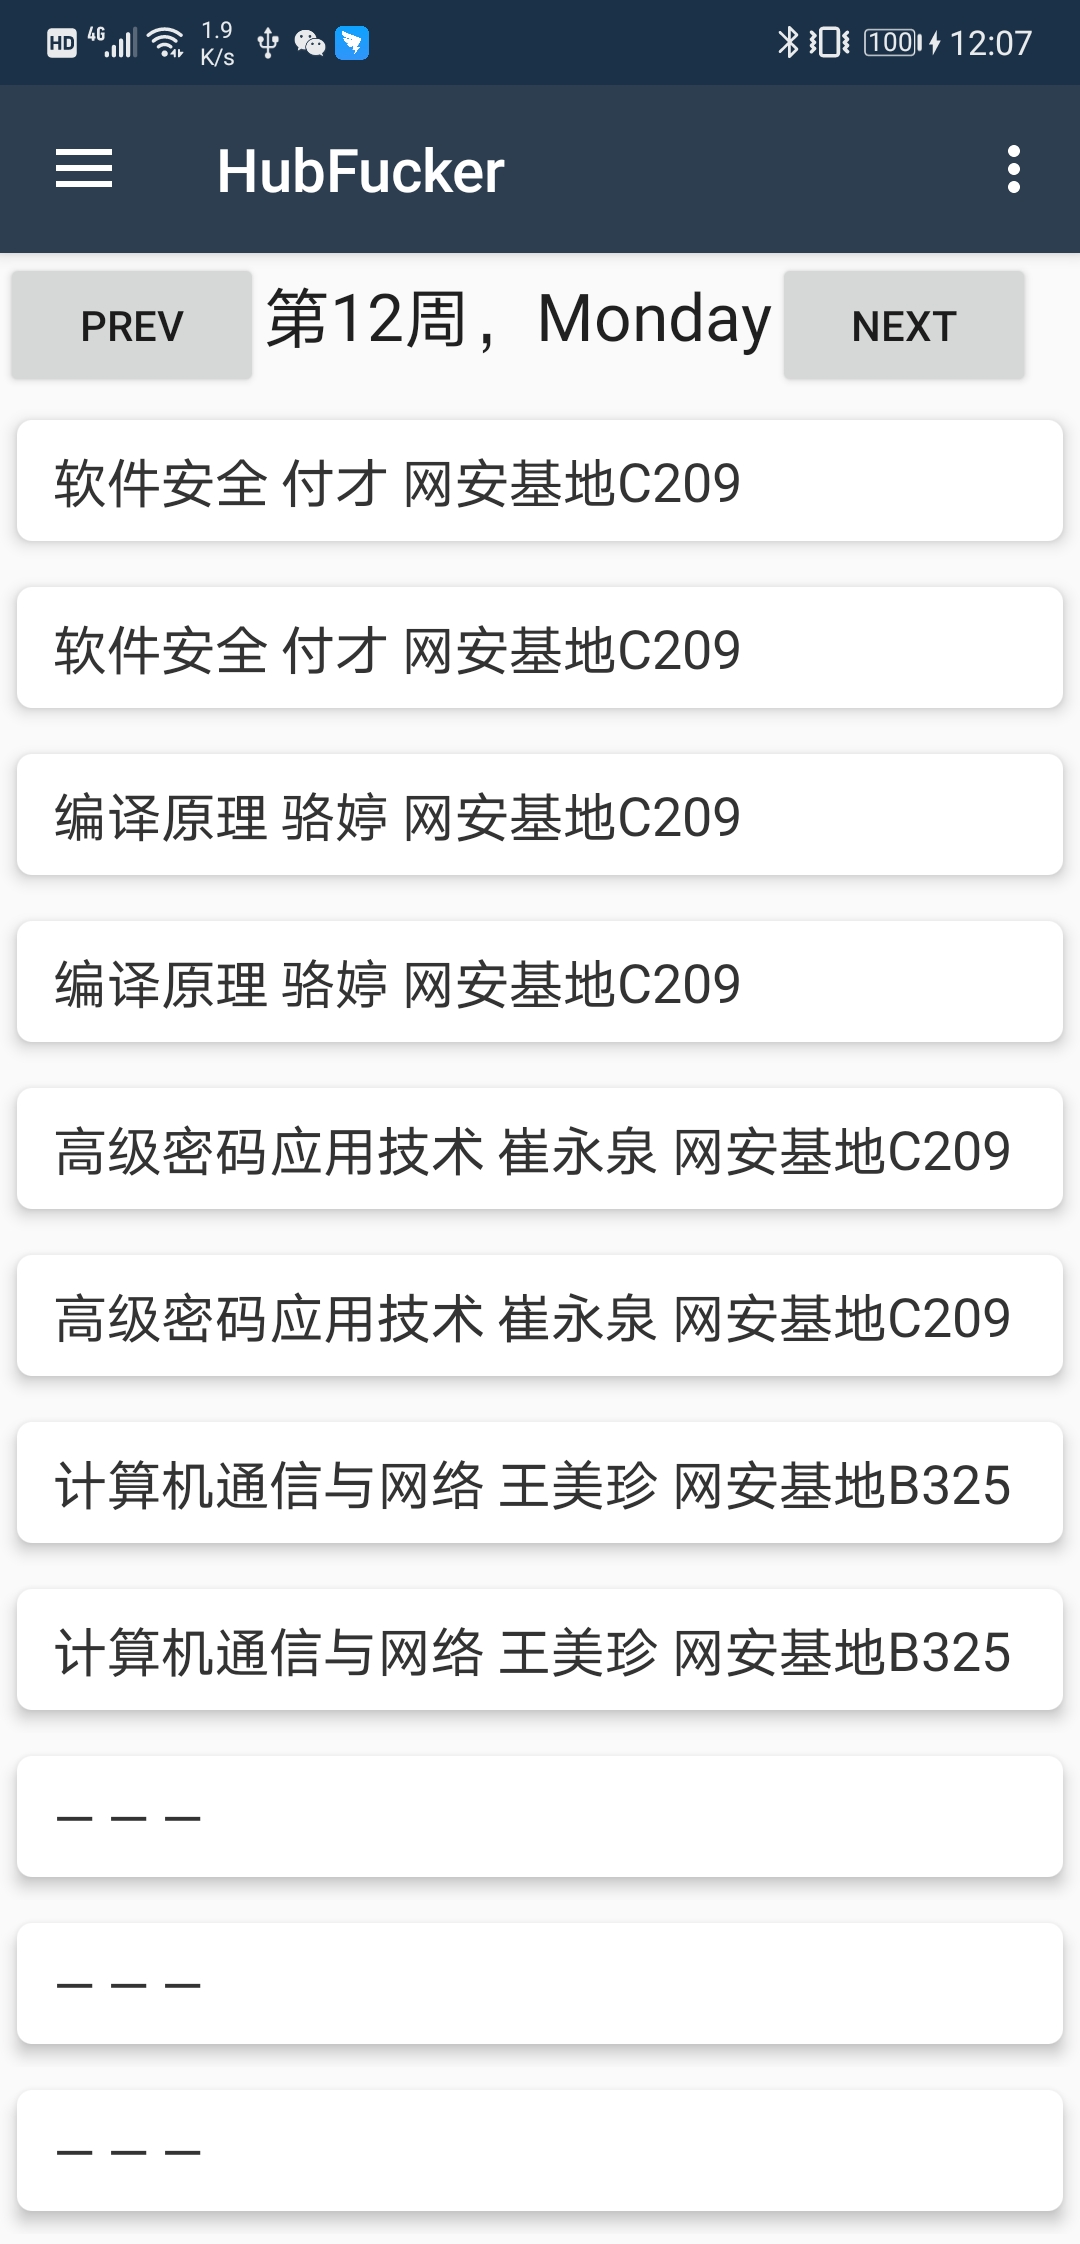 HD 4G 1.9 K/s 100 12:07
HubFucker
PREV 第12周，Monday NEXT
软件安全 付才 网安基地C209
软件安全 付才 网安基地C209
编译原理 骆婷 网安基地C209
编译原理 骆婷 网安基地C209
高级密码应用技术 崔永泉 网安基地C209
高级密码应用技术 崔永泉 网安基地C209
计算机通信与网络 王美珍 网安基地B325
计算机通信与网络 王美珍 网安基地B325
— — —
— — —
— — —